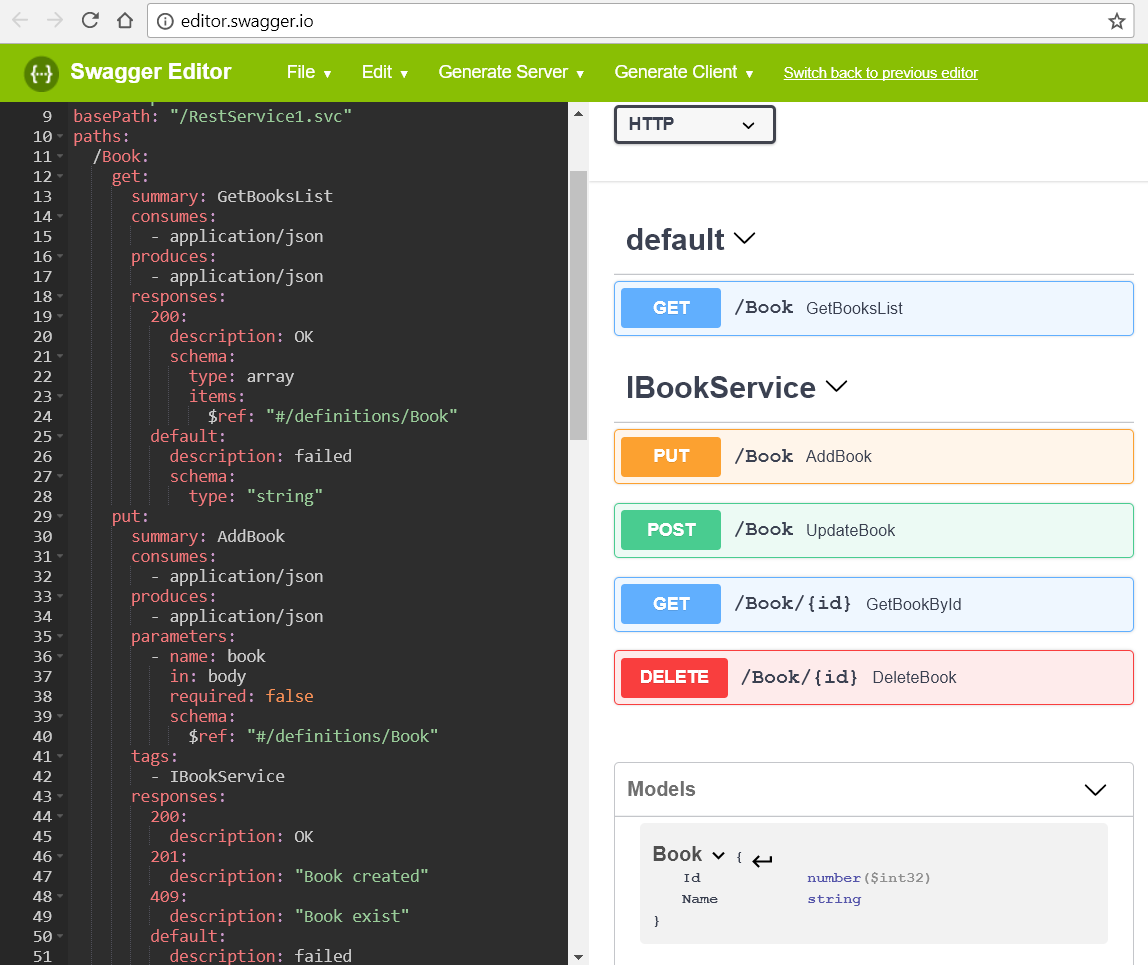 editor.swagger.io
Swagger Editor File Edit Generate Server Generate Client Switch back to previous editor
9 basePath: "/RestService1.svc"
10 paths:
11 /Book:
12 get:
13 summary: GetBooksList
14 consumes:
15 - application/json
16 produces:
17 - application/json
18 responses:
19 200:
20 description: OK
21 schema:
22 type: array
23 items:
24 $ref: "#/definitions/Book"
25 default:
26 description: failed
27 schema:
28 type: "string"
29 put:
30 summary: AddBook
31 consumes:
32 - application/json
33 produces:
34 - application/json
35 parameters:
36 - name: book
37 in: body
38 required: false
39 schema:
40 $ref: "#/definitions/Book"
41 tags:
42 - IBookService
43 responses:
44 200:
45 description: OK
46 201:
47 description: "Book created"
48 409:
49 description: "Book exist"
50 default:
51 description: failed
HTTP
default
GET /Book GetBooksList
IBookService
PUT /Book AddBook
POST /Book UpdateBook
GET /Book/{id} GetBookById
DELETE /Book/{id} DeleteBook
Models
Book {
Id number($int32)
Name string
}